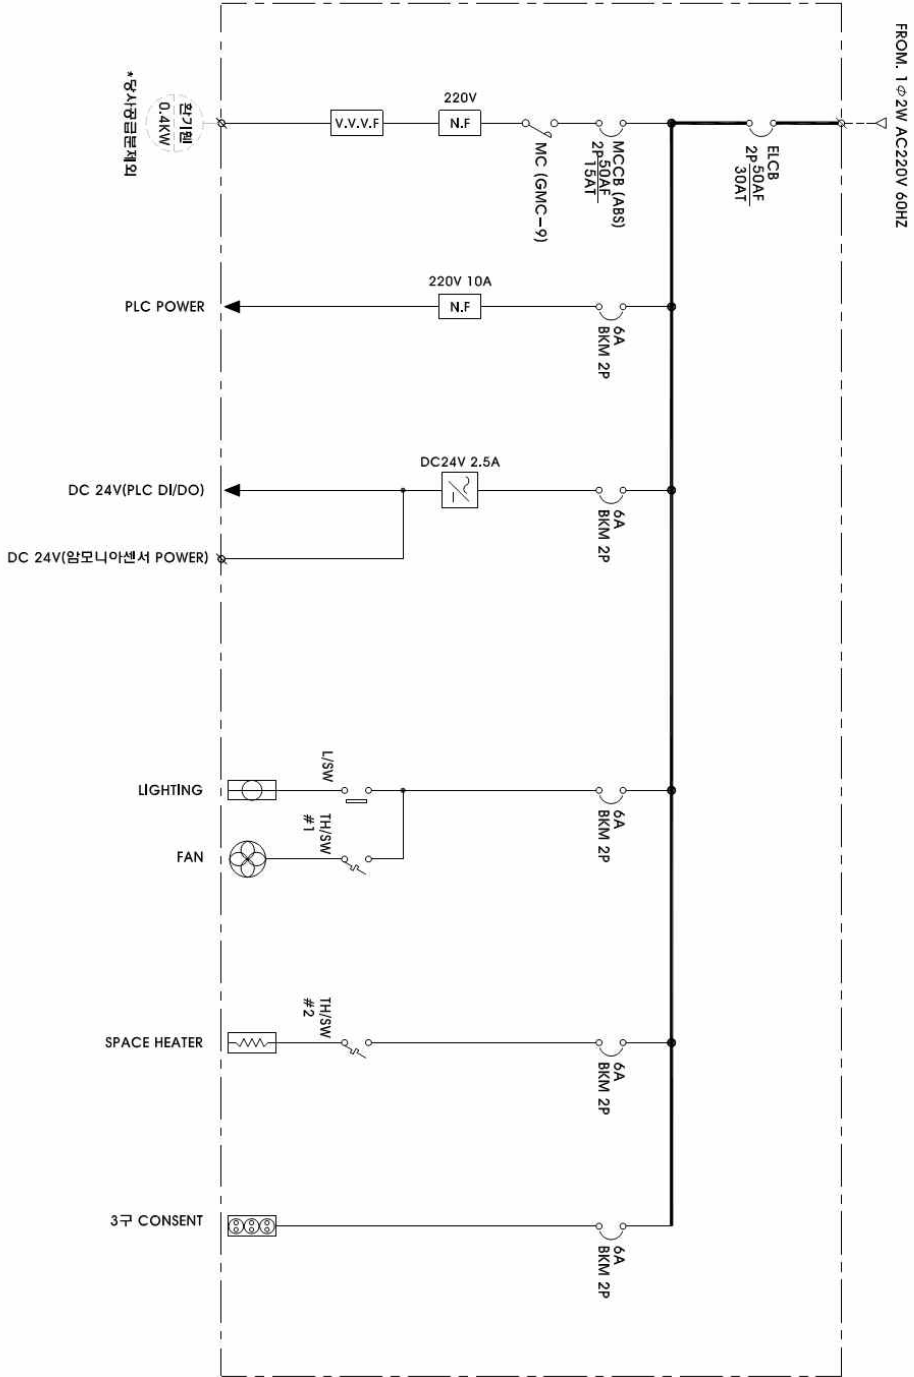 FROM. 1Φ2W AC220V 60HZ
ELCB
2P 50AF
30AT
MCCB (ABS)
2P 50AF
15AT
MC (GMC-9)
220V
N.F
V.V.V.F
환기팬
0.4KW
*당사공급분제외
PLC POWER
220V 10A
N.F
6A
BKM 2P
DC 24V(PLC DI/DO)
DC24V 2.5A
6A
BKM 2P
DC 24V(암모니아센서 POWER)
LIGHTING
L/SW
6A
BKM 2P
FAN
TH/SW
#1
SPACE HEATER
TH/SW
#2
6A
BKM 2P
3구 CONSENT
6A
BKM 2P